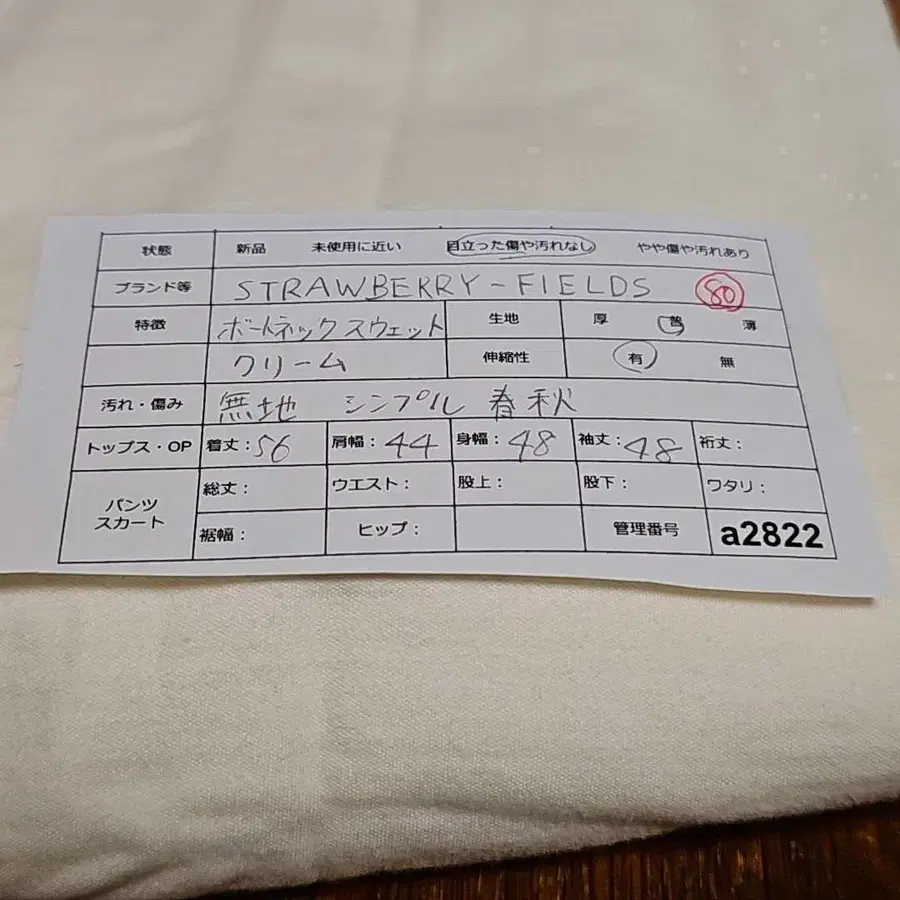 状態 新品 未使用に近い 目立った傷や汚れなし やや傷や汚れあり
ブランド等 STRAWBERRY-FIELDS 80
特徴 ボートネックスウェット 生地 厚 普 薄
クリーム 伸縮性 有 無
汚れ・傷み 無地 シンプル 春秋
トップス・OP 着丈:56 肩幅:44 身幅:48 袖丈:48 裄丈:
パンツ スカート 総丈: ウエスト: 股上: 股下: ワタリ:
裾幅: ヒップ: 管理番号 a2822